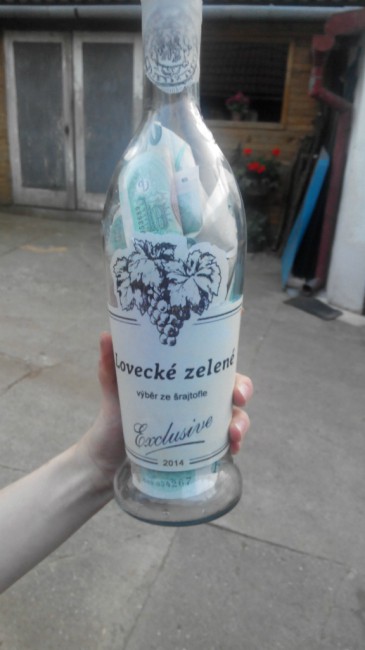 Lovecké zelené
výběr ze šrajtofle
Exclusive
2014